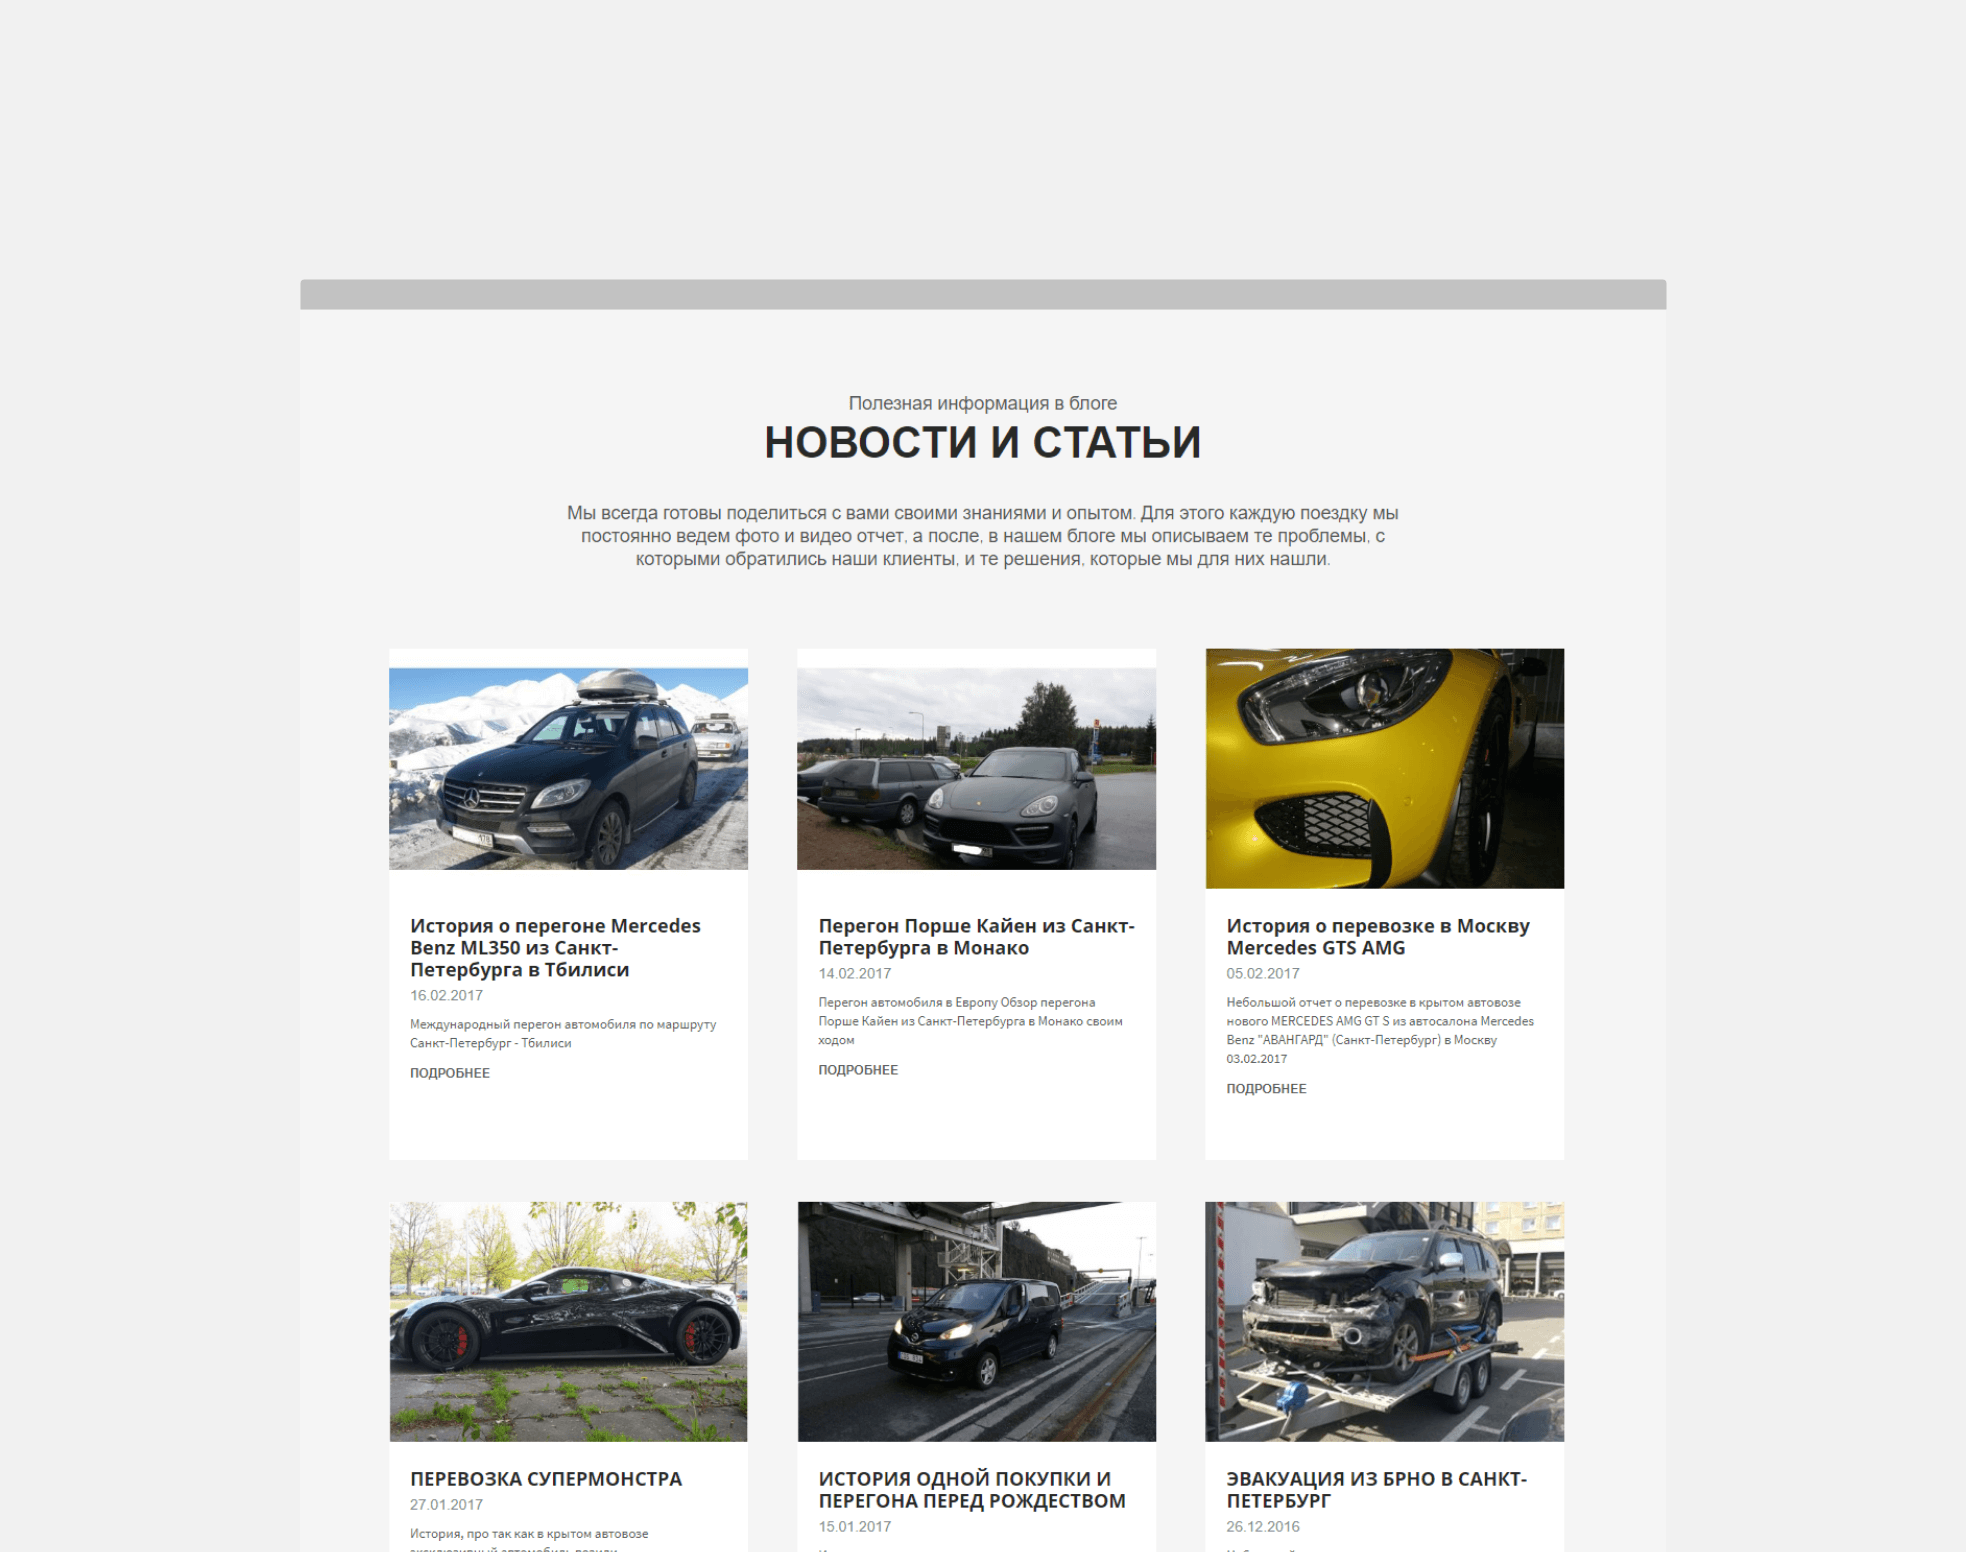 Полезная информация в блоге
НОВОСТИ И СТАТЬИ
Мы всегда готовы поделиться с вами своими знаниями и опытом. Для этого каждую поездку мы
постоянно ведем фото и видео отчет, а после, в нашем блоге мы описываем те проблемы, с
которыми обратились наши клиенты, и те решения, которые мы для них нашли.
История о перегоне Mercedes
Benz ML350 из Санкт-
Петербурга в Тбилиси
16.02.2017
Международный перегон автомобиля по маршруту
Санкт-Петербург - Тбилиси
ПОДРОБНЕЕ
Перегон Порше Кайен из Санкт-
Петербурга в Монако
14.02.2017
Перегон автомобиля в Европу Обзор перегона
Порше Кайен из Санкт-Петербурга в Монако своим
ходом
ПОДРОБНЕЕ
История о перевозке в Москву
Mercedes GTS AMG
05.02.2017
Небольшой отчет о перевозке в крытом автовозе
нового MERCEDES AMG GT S из автосалона Mercedes
Benz "АВАНГАРД" (Санкт-Петербург) в Москву
03.02.2017
ПОДРОБНЕЕ
ПЕРЕВОЗКА СУПЕРМОНСТРА
27.01.2017
История, про так как в крытом автовозе
ИСТОРИЯ ОДНОЙ ПОКУПКИ И
ПЕРЕГОНА ПЕРЕД РОЖДЕСТВОМ
15.01.2017
ЭВАКУАЦИЯ ИЗ БРНО В САНКТ-
ПЕТЕРБУРГ
26.12.2016